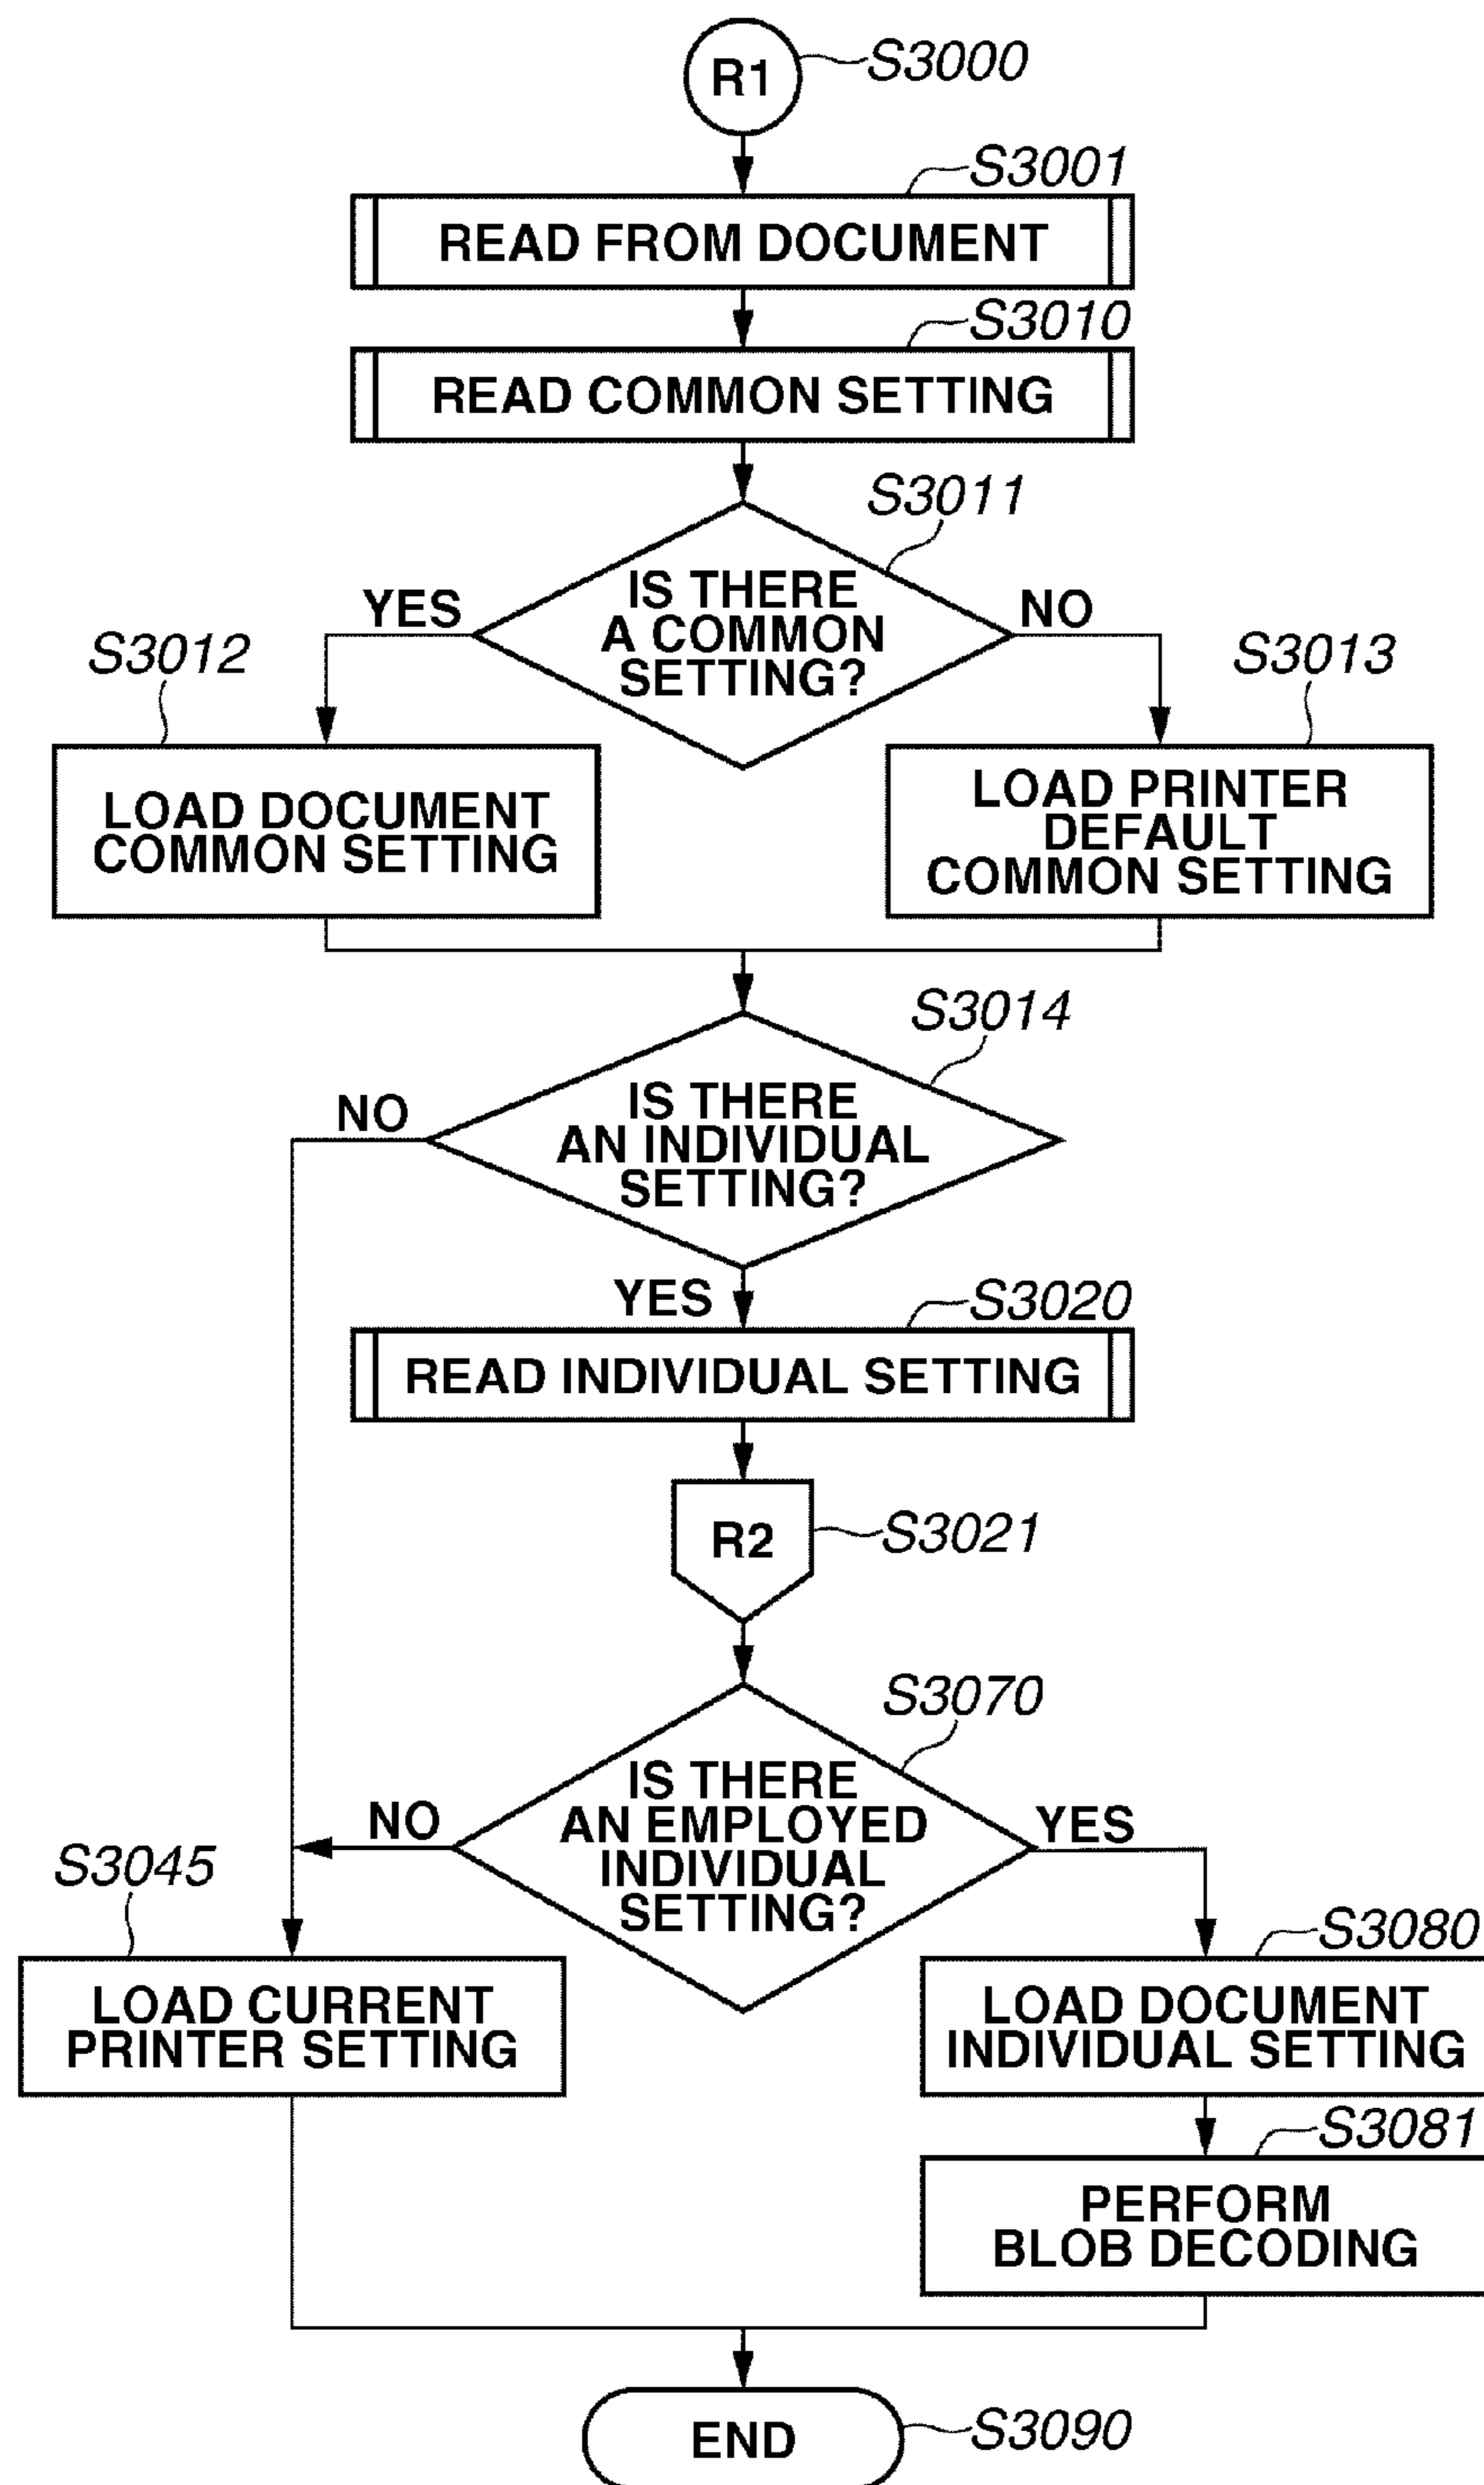 R1
S3000
S3001
READ FROM DOCUMENT
S3010
READ COMMON SETTING
S3011
IS THERE
A COMMON
SETTING?
YES
NO
S3012
S3013
LOAD DOCUMENT
COMMON SETTING
LOAD PRINTER
DEFAULT
COMMON SETTING
S3014
IS THERE
AN INDIVIDUAL
SETTING?
NO
YES
S3020
READ INDIVIDUAL SETTING
R2
S3021
S3070
IS THERE
AN EMPLOYED
INDIVIDUAL
SETTING?
NO
YES
S3045
LOAD CURRENT
PRINTER SETTING
S3080
LOAD DOCUMENT
INDIVIDUAL SETTING
S3081
PERFORM
BLOB DECODING
END
S3090